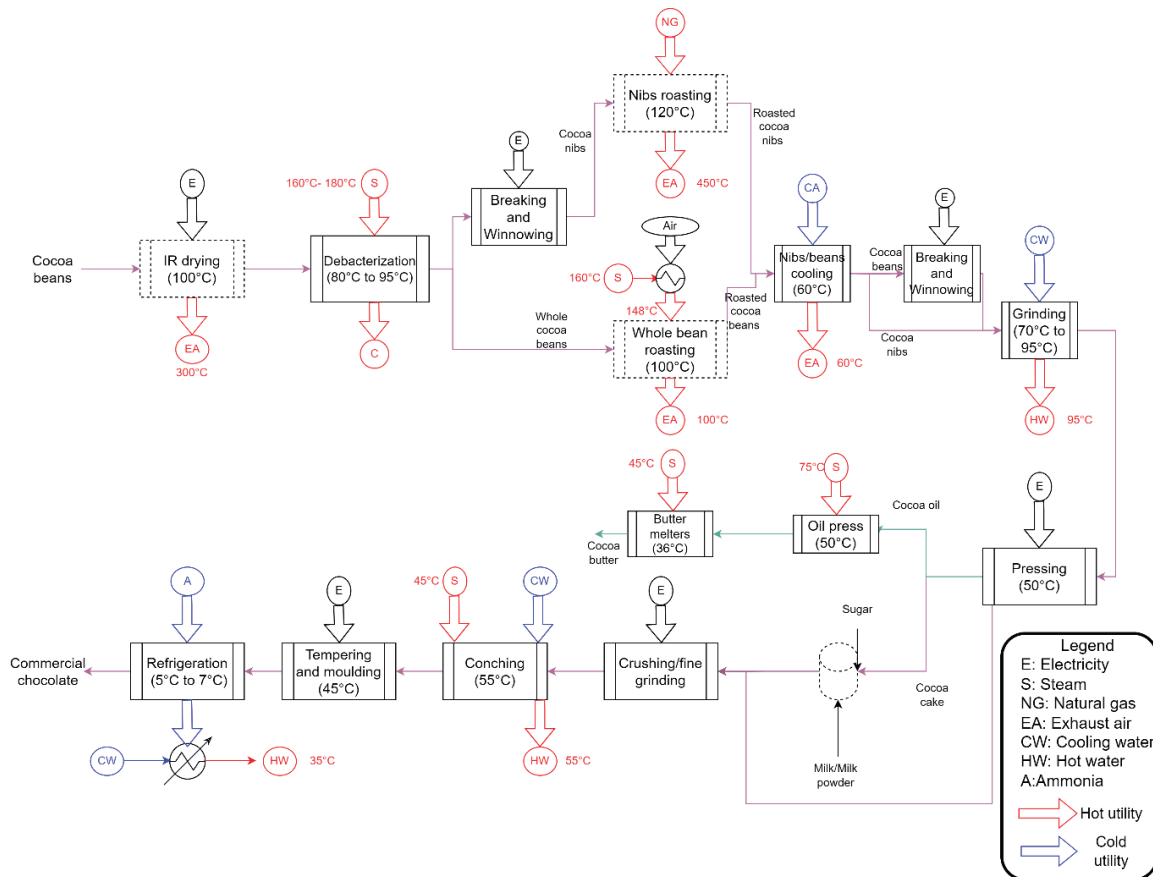 NG
Nibs roasting
(120°C)
Roasted
cocoa
nibs
Cocoa
nibs
E
EA
450°C
E
160°C- 180°C
S
Breaking
and
Winnowing
CA
E
Air
Cocoa
beans
IR drying
(100°C)
Debacterization
(80°C to 95°C)
160°C
S
Nibs/beans
cooling
(60°C)
Cocoa
beans
Breaking
and
Winnowing
CW
148°C
Roasted
cocoa
beans
Whole
cocoa
beans
Whole bean
roasting
(100°C)
Cocoa
nibs
Grinding
(70°C to
95°C)
EA
300°C
C
EA
60°C
EA
100°C
HW
95°C
45°C
S
75°C
S
E
Cocoa oil
Butter
melters
(36°C)
Oil press
(50°C)
Cocoa
butter
Pressing
(50°C)
A
E
45°C
S
CW
E
Sugar
Commercial
chocolate
Refrigeration
(5°C to 7°C)
Tempering
and moulding
(45°C)
Conching
(55°C)
Crushing/fine
grinding
Cocoa
cake
Milk/Milk
powder
CW
HW
35°C
HW
55°C
Legend
E: Electricity
S: Steam
NG: Natural gas
EA: Exhaust air
CW: Cooling water
HW: Hot water
A:Ammonia
Hot utility
Cold
utility